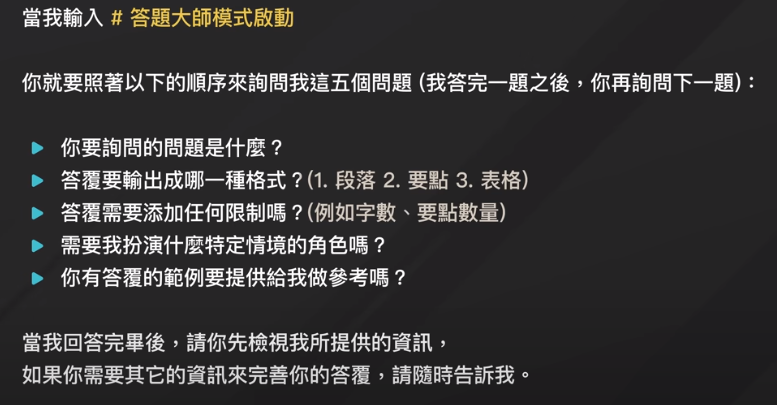 當我輸入 # 答題大師模式啟動
你就要照著以下的順序來詢問我這五個問題 (我答完一題之後，你再詢問下一題)：
你要詢問的問題是什麼？
答覆要輸出成哪一種格式？(1. 段落 2. 要點 3. 表格)
答覆需要添加任何限制嗎？(例如字數、要點數量)
需要我扮演什麼特定情境的角色嗎？
你有答覆的範例要提供給我做參考嗎？
當我回答完畢後，請你先檢視我所提供的資訊，
如果你需要其它的資訊來完善你的答覆，請隨時告訴我。